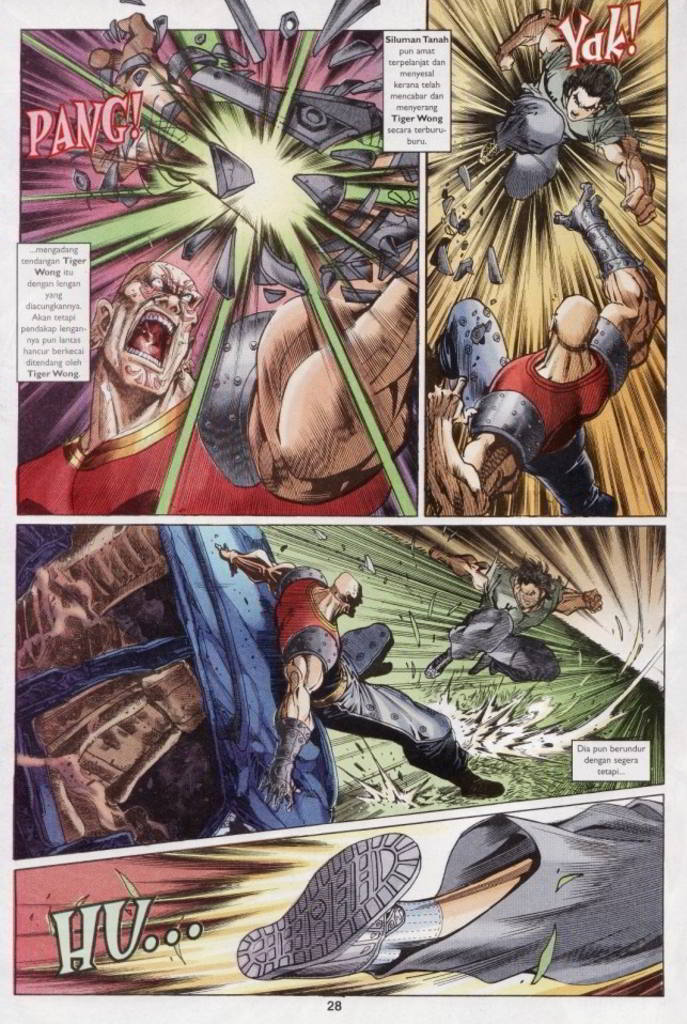 PANG!
Siluman Tanah
pun amat
terpelanjat dan
menyesal
kerana telah
mencabar dan
menyerang
Tiger Wong
secara terburu-
buru.
Yak!
...mengadang
tendangan Tiger
Wong itu
dengan lengan
yang
diacungkannya.
Akan tetapi
pendakap lengan-
nya pun lantas
hancur berkecai
ditendang oleh
Tiger Wong.
Dia pun berundur
dengan segera
tetapi...
HU...
28